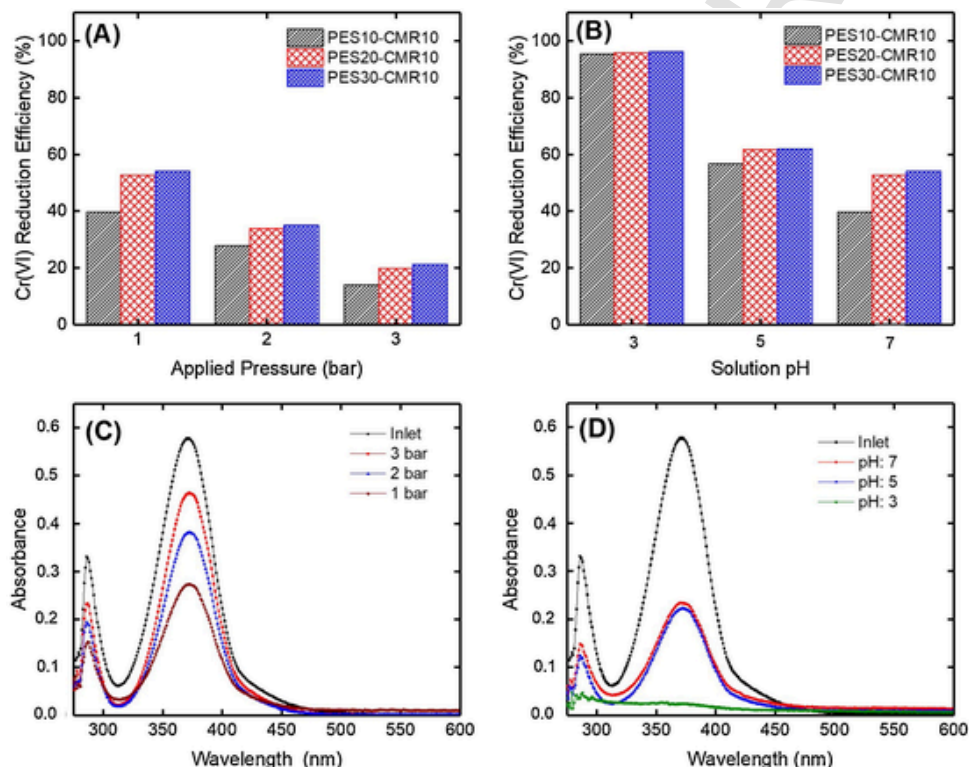 (A)
PES10-CMR10
PES20-CMR10
PES30-CMR10
Cr(VI) Reduction Efficiency (%)
100
80
60
40
20
0
1 2 3
Applied Pressure (bar)
(B)
PES10-CMR10
PES20-CMR10
PES30-CMR10
Cr(VI) Reduction Efficiency (%)
100
80
60
40
20
0
3 5 7
Solution pH
(C)
Inlet
3 bar
2 bar
1 bar
Absorbance
0.6
0.5
0.4
0.3
0.2
0.1
0.0
300 350 400 450 500 550 600
Wavelength (nm)
(D)
Inlet
pH: 7
pH: 5
pH: 3
Absorbance
0.6
0.5
0.4
0.3
0.2
0.1
0.0
300 350 400 450 500 550 600
Wavelength (nm)